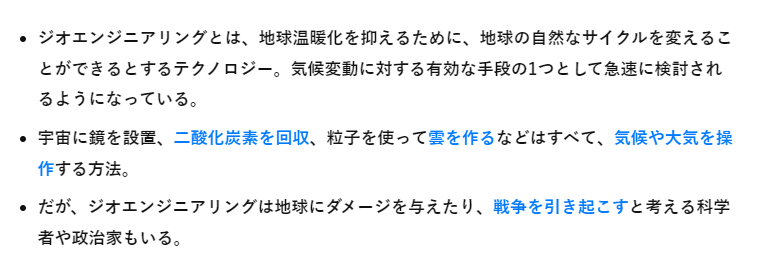 • ジオエンジニアリングとは、地球温暖化を抑えるために、地球の自然なサイクルを変えるこ
とができるとするテクノロジー。気候変動に対する有効な手段の1つとして急速に検討され
るようになっている。
• 宇宙に鏡を設置、二酸化炭素を回収、粒子を使って雲を作るなどはすべて、気候や大気を操
作する方法。
• だが、ジオエンジニアリングは地球にダメージを与えたり、戦争を引き起こすと考える科学
者や政治家もいる。